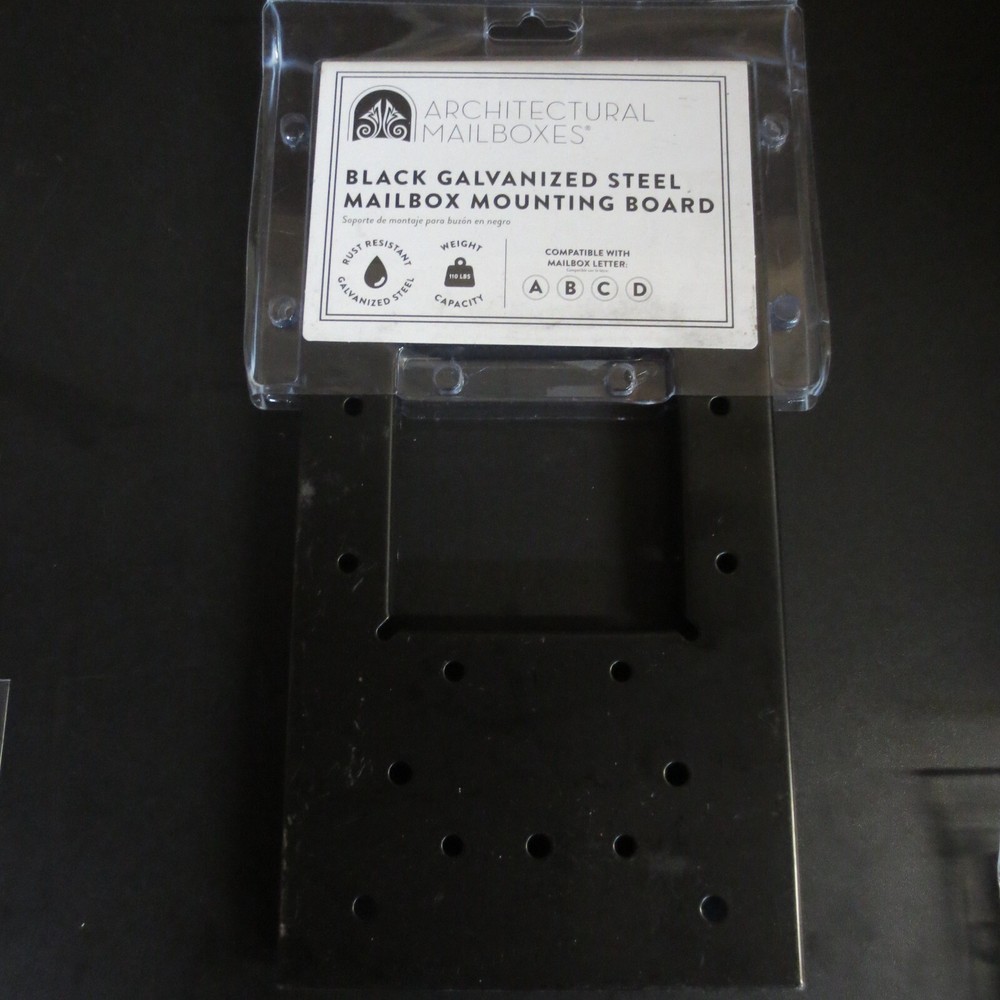 ARCHITECTURAL
MAILBOXES®
BLACK GALVANIZED STEEL
MAILBOX MOUNTING BOARD
Soporte de montaje para buzón en negro
RUST RESISTANT
GALVANIZED STEEL
WEIGHT
110 LBS
CAPACITY
COMPATIBLE WITH
MAILBOX LETTER:
A B C D